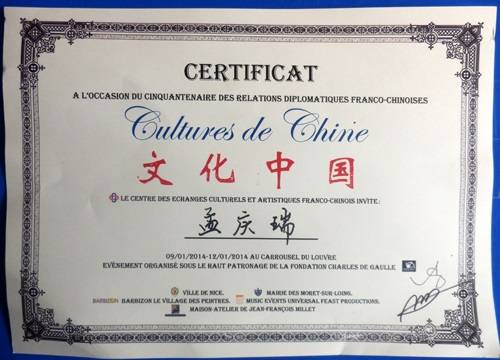 CERTIFICAT
A L'OCCASION DU CINQUANTENAIRE DES RELATIONS DIPLOMATIQUES FRANCO-CHINOISES
Cultures de Chine
文化中国
LE CENTRE DES ECHANGES CULTURELS ET ARTISTIQUES FRANCO-CHINOIS INVITE:
孟庆瑞
09/01/2014-12/01/2014 AU CARROUSEL DU LOUVRE
EVÈNEMENT ORGANISÉ SOUS LE HAUT PATRONAGE DE LA FONDATION CHARLES DE GAULLE
VILLE DE NICE, MAIRIE DE MORET-SUR-LOING,
BARBIZON BARBIZON LE VILLAGE DES PEINTRES, MUSIC EVENTS UNIVERSAL FEAST PRODUCTIONS,
MAISON-ATELIER DE JEAN-FRANÇOIS MILLET